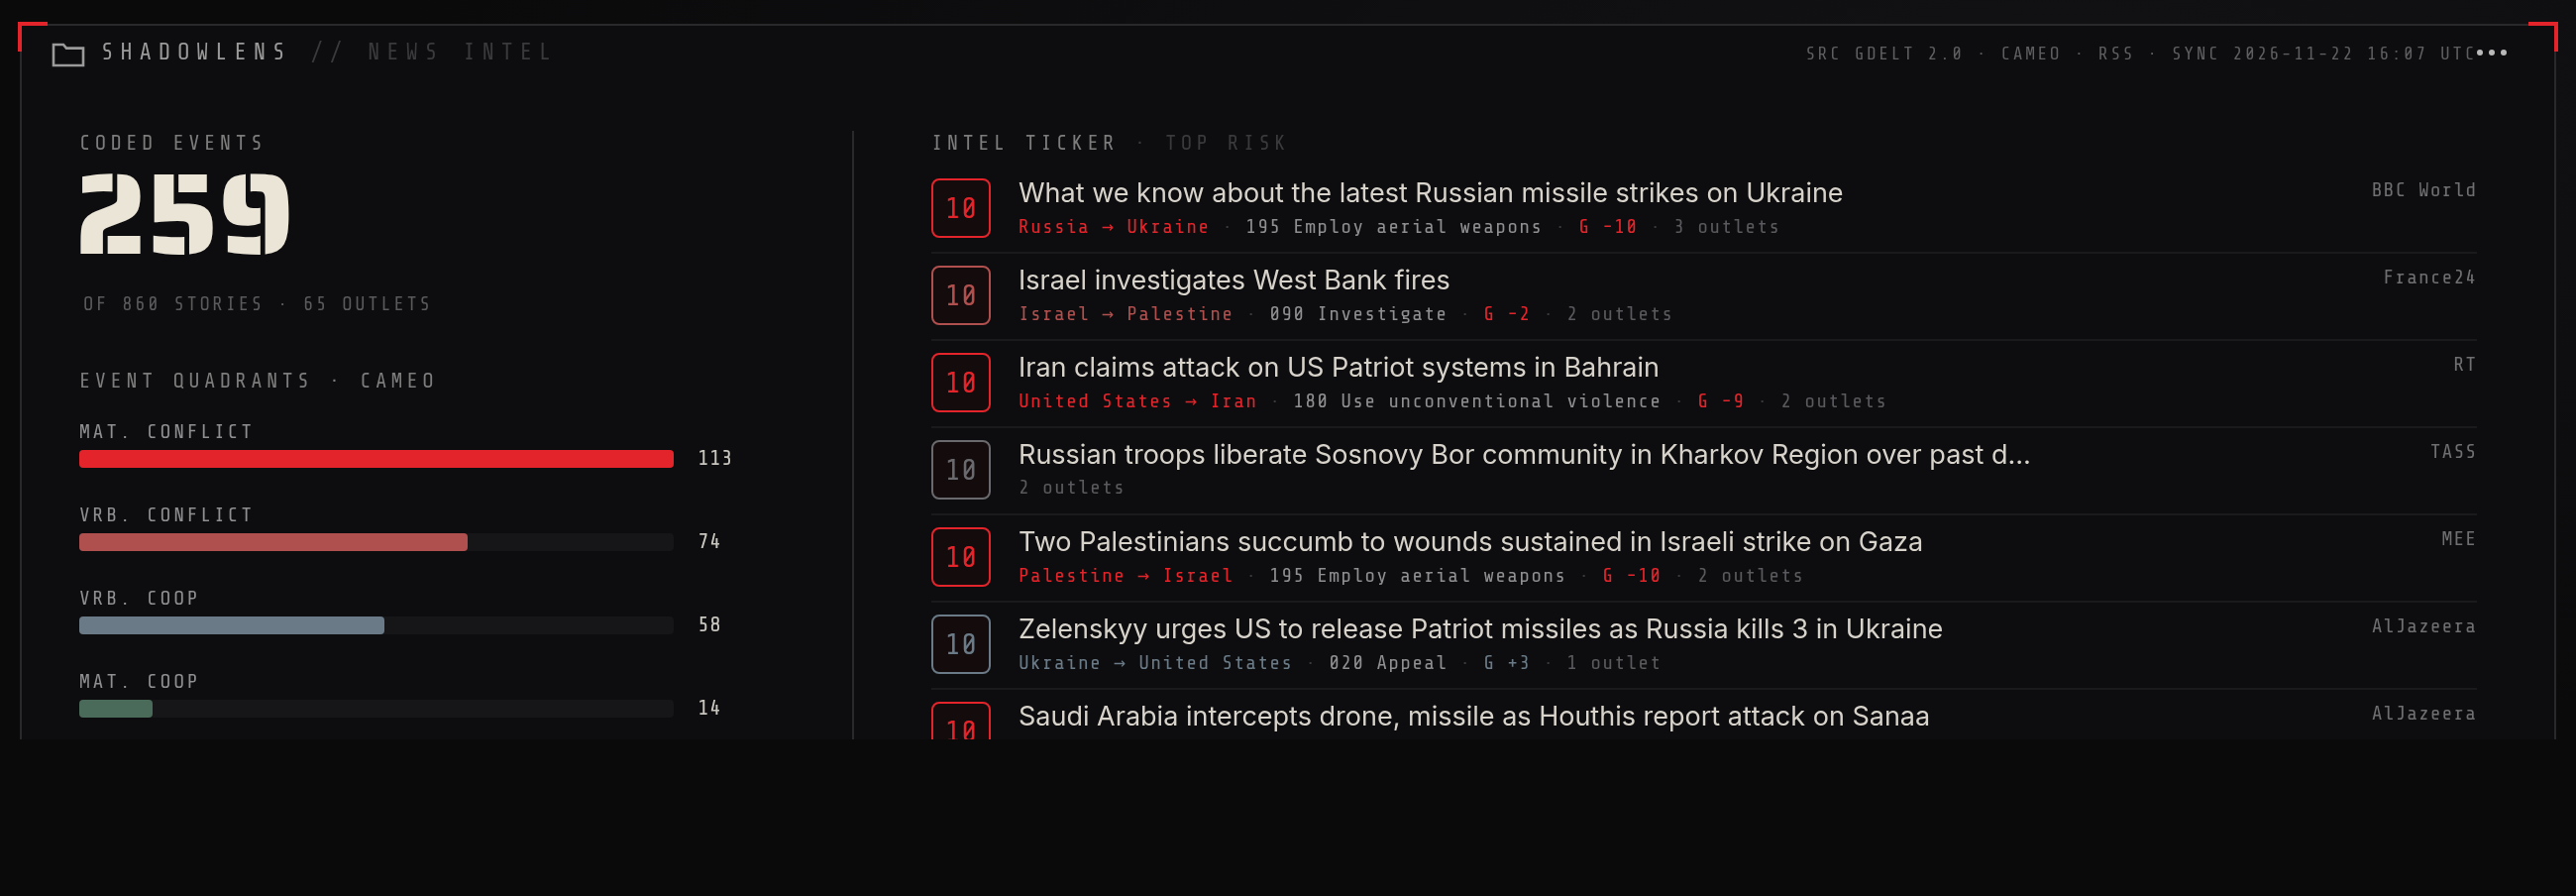 SHADOWLENS // NEWS INTEL
SRC GDELT 2.0 · CAMEO · RSS · SYNC 2026-11-22 16:07 UTC
CODED EVENTS
259
OF 860 STORIES · 65 OUTLETS
EVENT QUADRANTS · CAMEO
MAT. CONFLICT
113
VRB. CONFLICT
74
VRB. COOP
58
MAT. COOP
14
INTEL TICKER · TOP RISK
10 What we know about the latest Russian missile strikes on Ukraine BBC World
Russia → Ukraine · 195 Employ aerial weapons · G -10 · 3 outlets
10 Israel investigates West Bank fires France24
Israel → Palestine · 090 Investigate · G -2 · 2 outlets
10 Iran claims attack on US Patriot systems in Bahrain RT
United States → Iran · 180 Use unconventional violence · G -9 · 2 outlets
10 Russian troops liberate Sosnovy Bor community in Kharkov Region over past d... TASS
2 outlets
10 Two Palestinians succumb to wounds sustained in Israeli strike on Gaza MEE
Palestine → Israel · 195 Employ aerial weapons · G -10 · 2 outlets
10 Zelenskyy urges US to release Patriot missiles as Russia kills 3 in Ukraine AlJazeera
Ukraine → United States · 020 Appeal · G +3 · 1 outlet
10 Saudi Arabia intercepts drone, missile as Houthis report attack on Sanaa AlJazeera